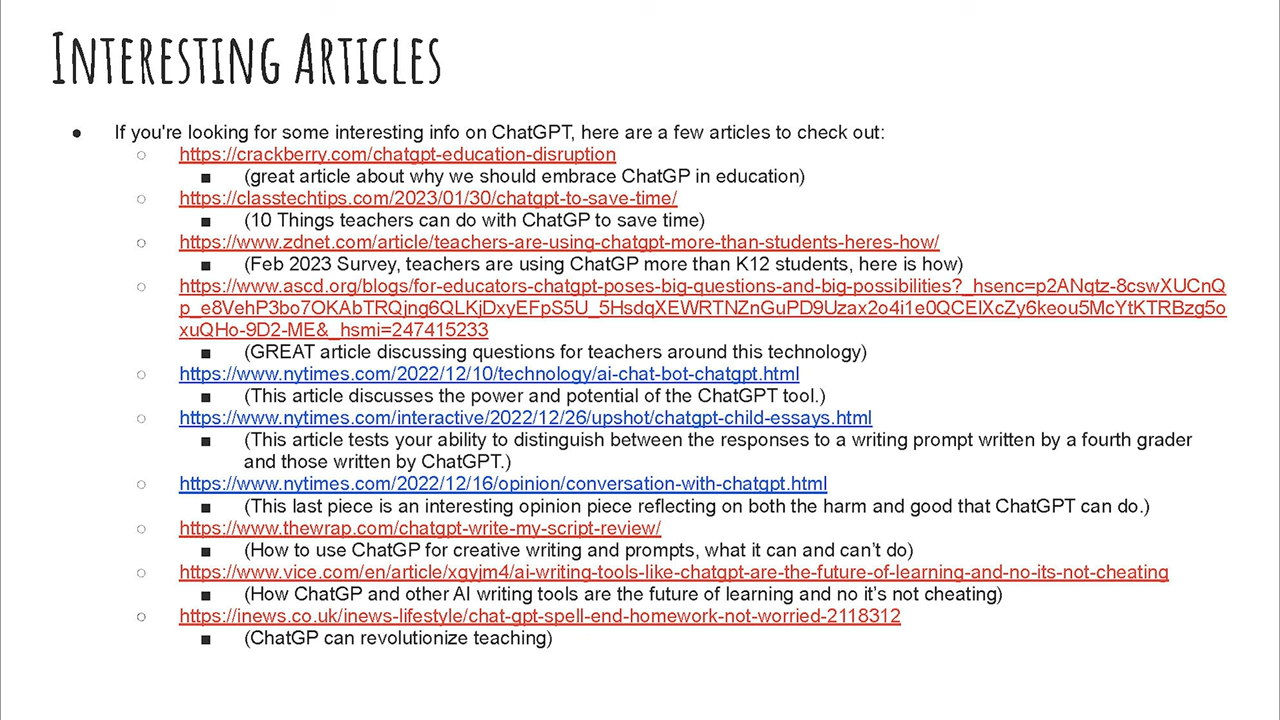 INTERESTING ARTICLES
● If you're looking for some interesting info on ChatGPT, here are a few articles to check out:
○ https://crackberry.com/chatgpt-education-disruption
■ (great article about why we should embrace ChatGP in education)
○ https://classtechtips.com/2023/01/30/chatgpt-to-save-time/
■ (10 Things teachers can do with ChatGP to save time)
○ https://www.zdnet.com/article/teachers-are-using-chatgpt-more-than-students-heres-how/
■ (Feb 2023 Survey, teachers are using ChatGP more than K12 students, here is how)
○ https://www.ascd.org/blogs/for-educators-chatgpt-poses-big-questions-and-big-possibilities?_hsenc=p2ANqtz-8cswXUCnQ
p_e8VehP3bo7OKAbTRQjng6QLKjDxyEFpS5U_5HsdqXEWRTNZnGuPD9Uzax2o4i1e0QCEIXcZy6keou5McYtKTRBzg5o
xuQHo-9D2-ME&_hsmi=247415233
■ (GREAT article discussing questions for teachers around this technology)
○ https://www.nytimes.com/2022/12/10/technology/ai-chat-bot-chatgpt.html
■ (This article discusses the power and potential of the ChatGPT tool.)
○ https://www.nytimes.com/interactive/2022/12/26/upshot/chatgpt-child-essays.html
■ (This article tests your ability to distinguish between the responses to a writing prompt written by a fourth grader
and those written by ChatGPT.)
○ https://www.nytimes.com/2022/12/16/opinion/conversation-with-chatgpt.html
■ (This last piece is an interesting opinion piece reflecting on both the harm and good that ChatGPT can do.)
○ https://www.thewrap.com/chatgpt-write-my-script-review/
■ (How to use ChatGP for creative writing and prompts, what it can and can’t do)
○ https://www.vice.com/en/article/xgyjm4/ai-writing-tools-like-chatgpt-are-the-future-of-learning-and-no-its-not-cheating
■ (How ChatGP and other AI writing tools are the future of learning and no it’s not cheating)
○ https://inews.co.uk/inews-lifestyle/chat-gpt-spell-end-homework-not-worried-2118312
■ (ChatGP can revolutionize teaching)